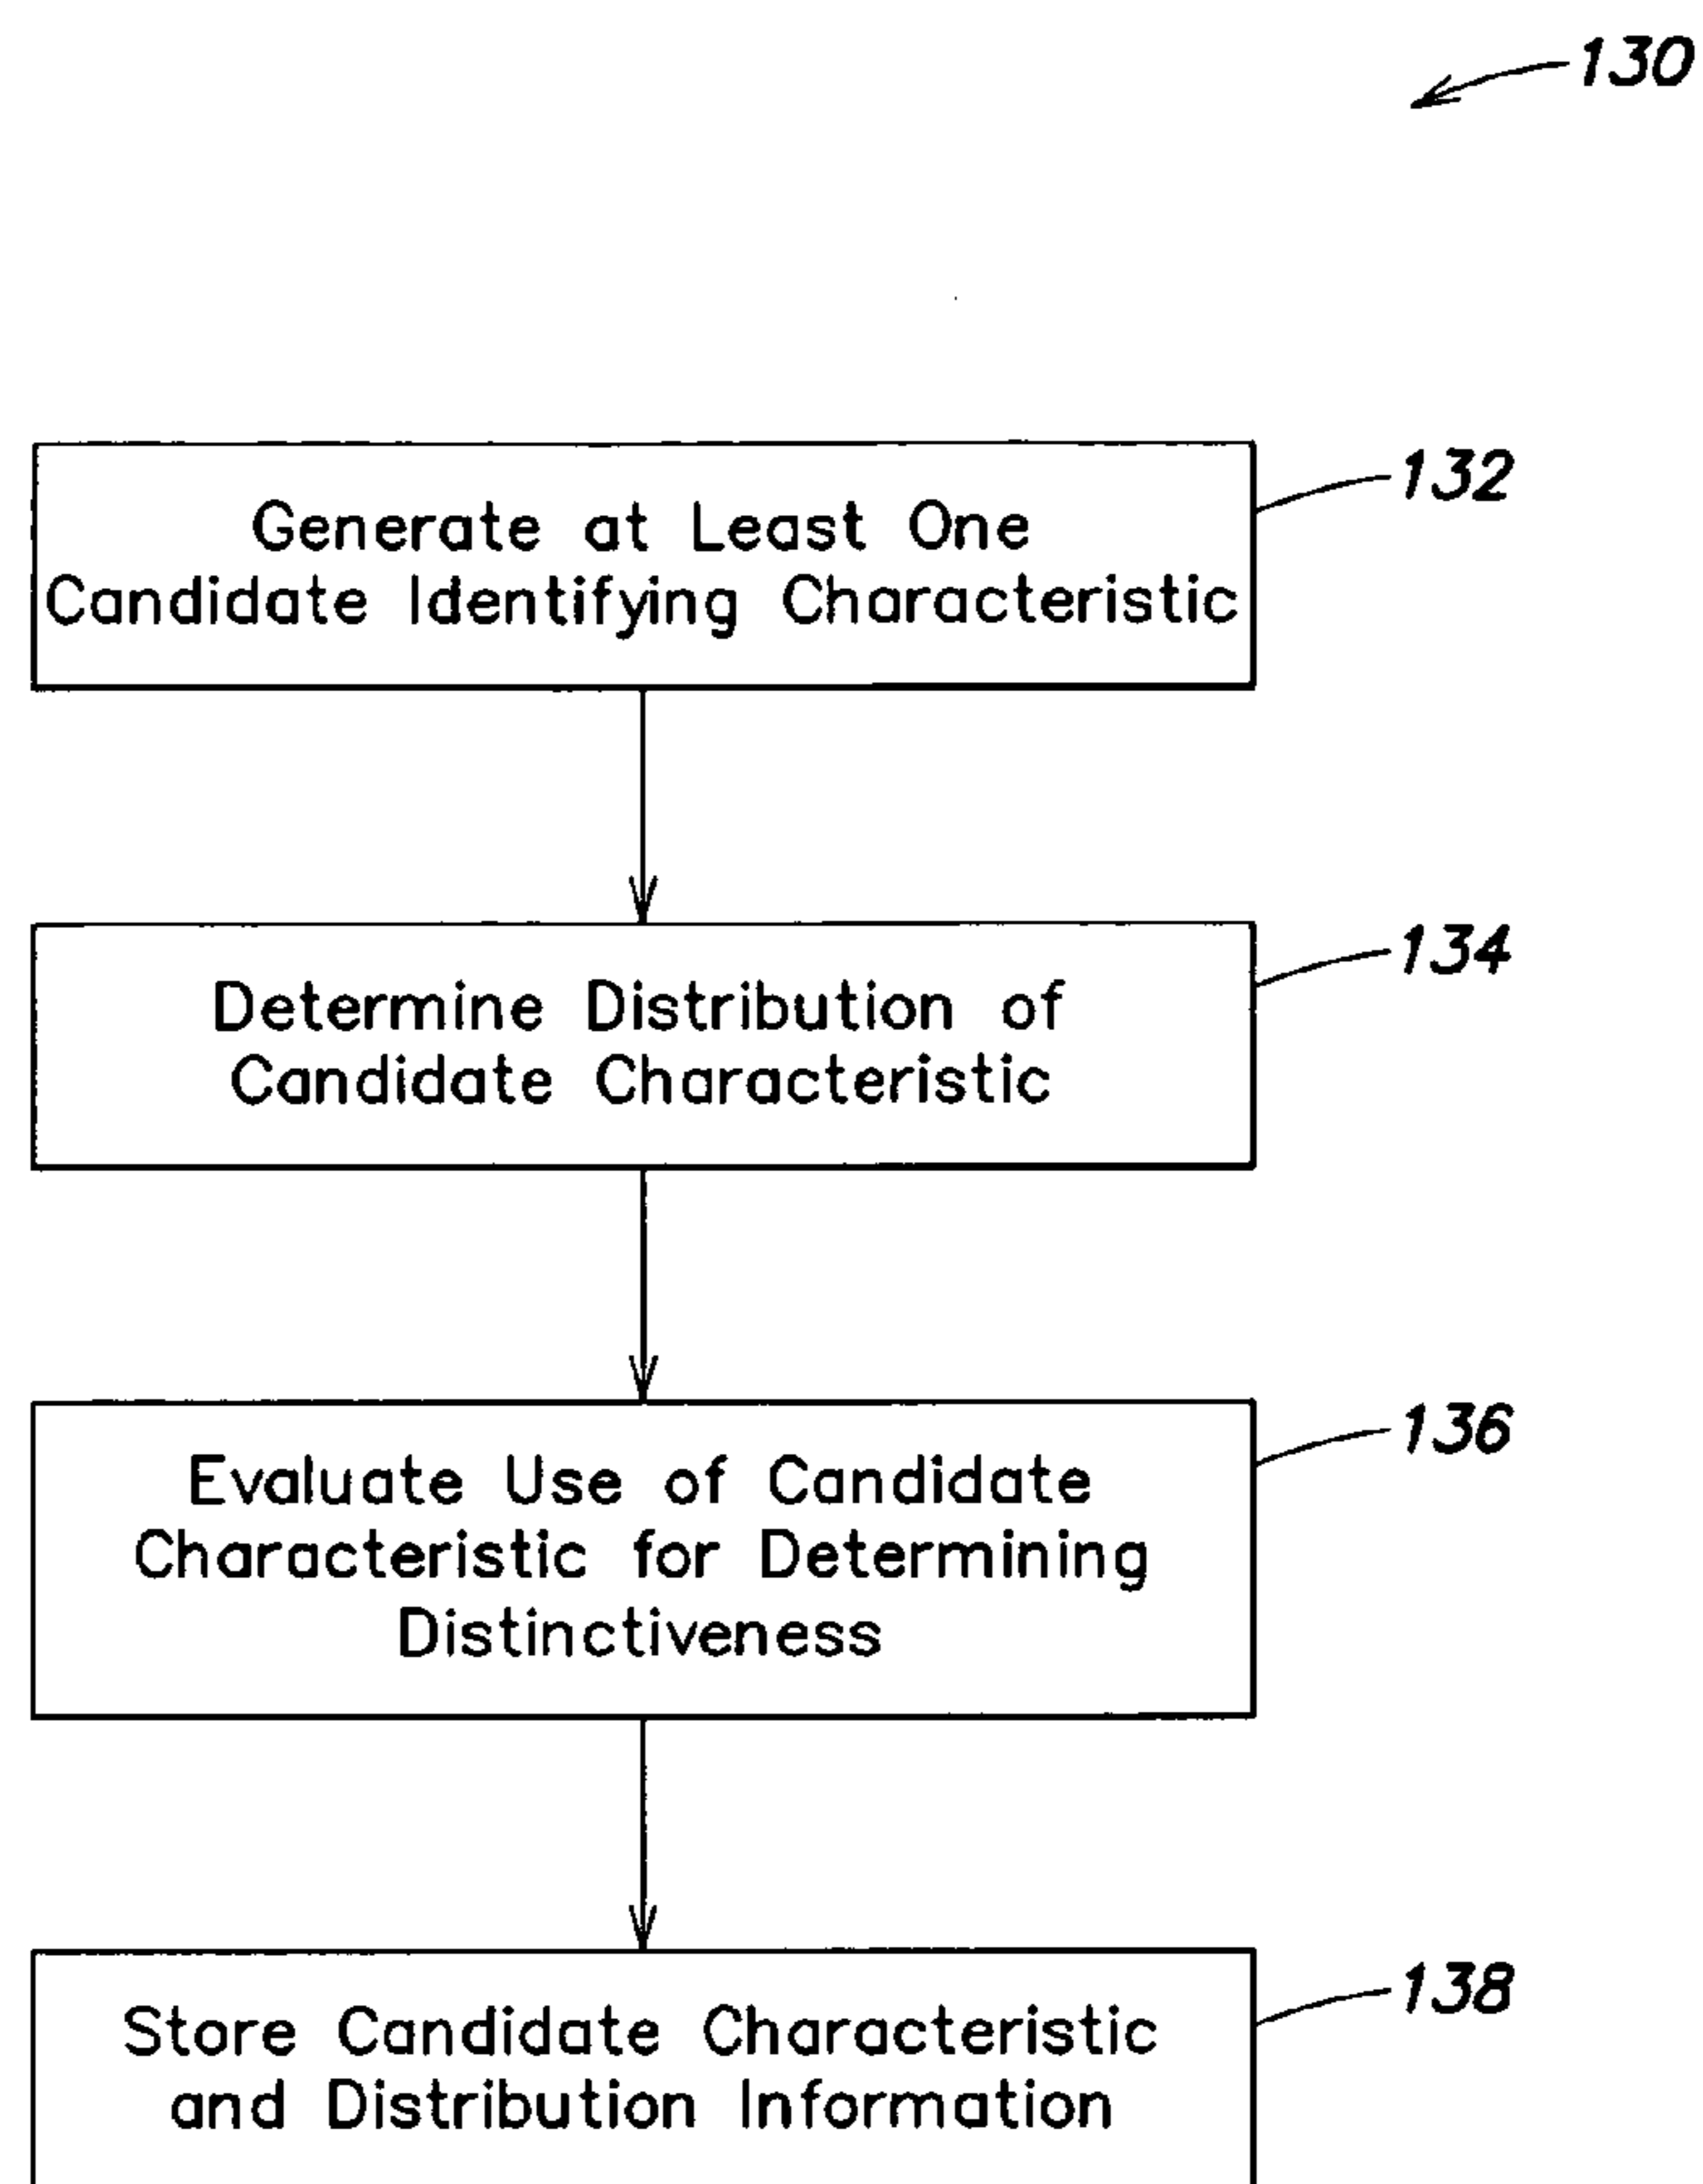 130
Generate at Least One
Candidate Identifying Characteristic
132
Determine Distribution of
Candidate Characteristic
134
Evaluate Use of Candidate
Characteristic for Determining
Distinctiveness
136
Store Candidate Characteristic
and Distribution Information
138